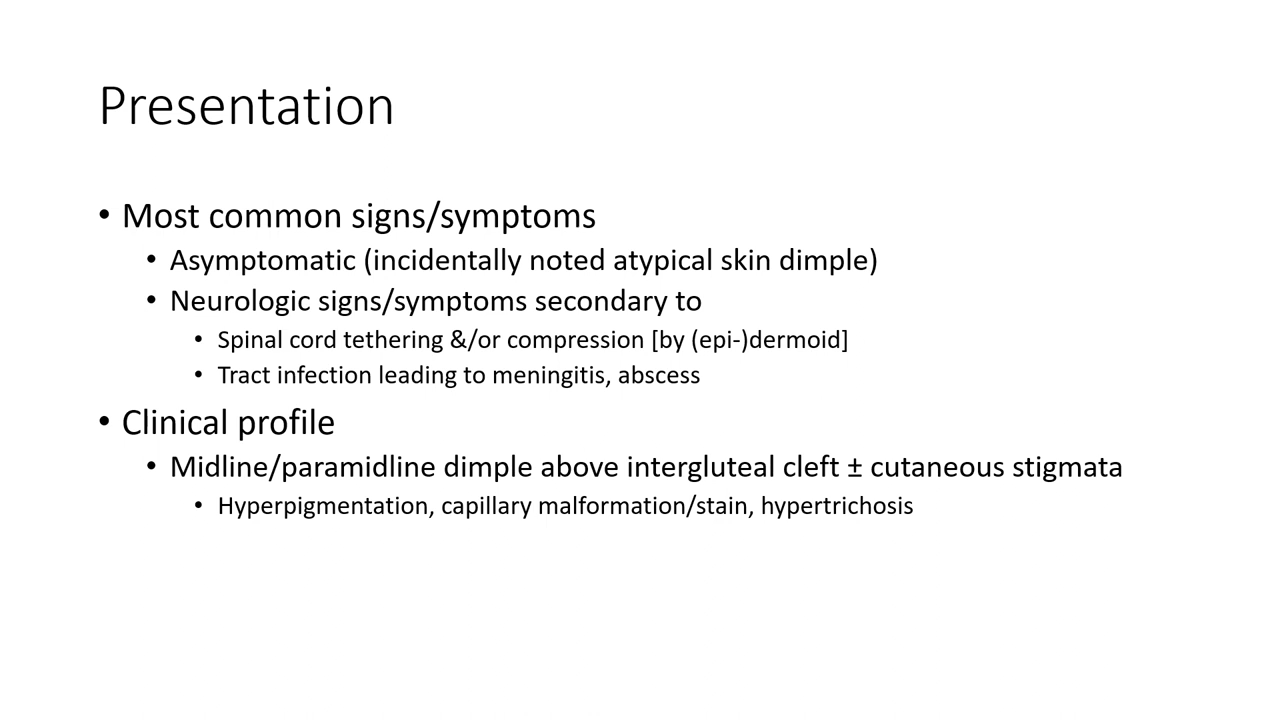 Presentation
• Most common signs/symptoms
• Asymptomatic (incidentally noted atypical skin dimple)
• Neurologic signs/symptoms secondary to
• Spinal cord tethering &/or compression [by (epi-)dermoid]
• Tract infection leading to meningitis, abscess
• Clinical profile
• Midline/paramidline dimple above intergluteal cleft ± cutaneous stigmata
• Hyperpigmentation, capillary malformation/stain, hypertrichosis